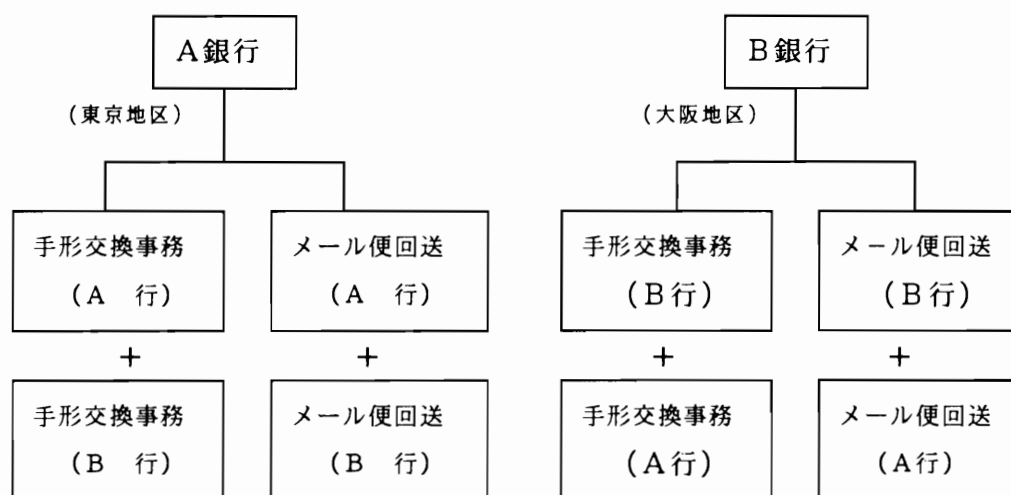 A銀行
(東京地区)
手形交換事務
(A 行)
メール便回送
(A 行)
+
+
手形交換事務
(B 行)
メール便回送
(B 行)
B銀行
(大阪地区)
手形交換事務
(B行)
メール便回送
(B行)
+
+
手形交換事務
(A行)
メール便回送
(A行)